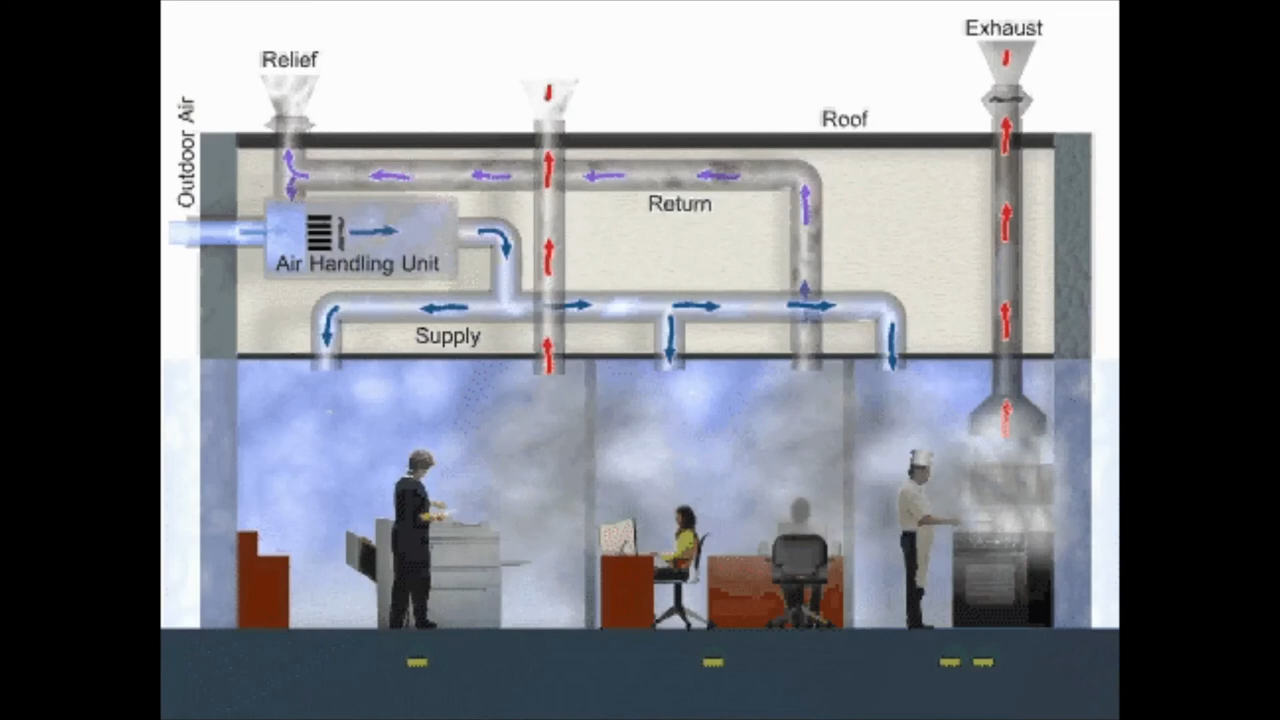 Exhaust
Relief
Outdoor Air
Roof
Return
Air Handling Unit
Supply